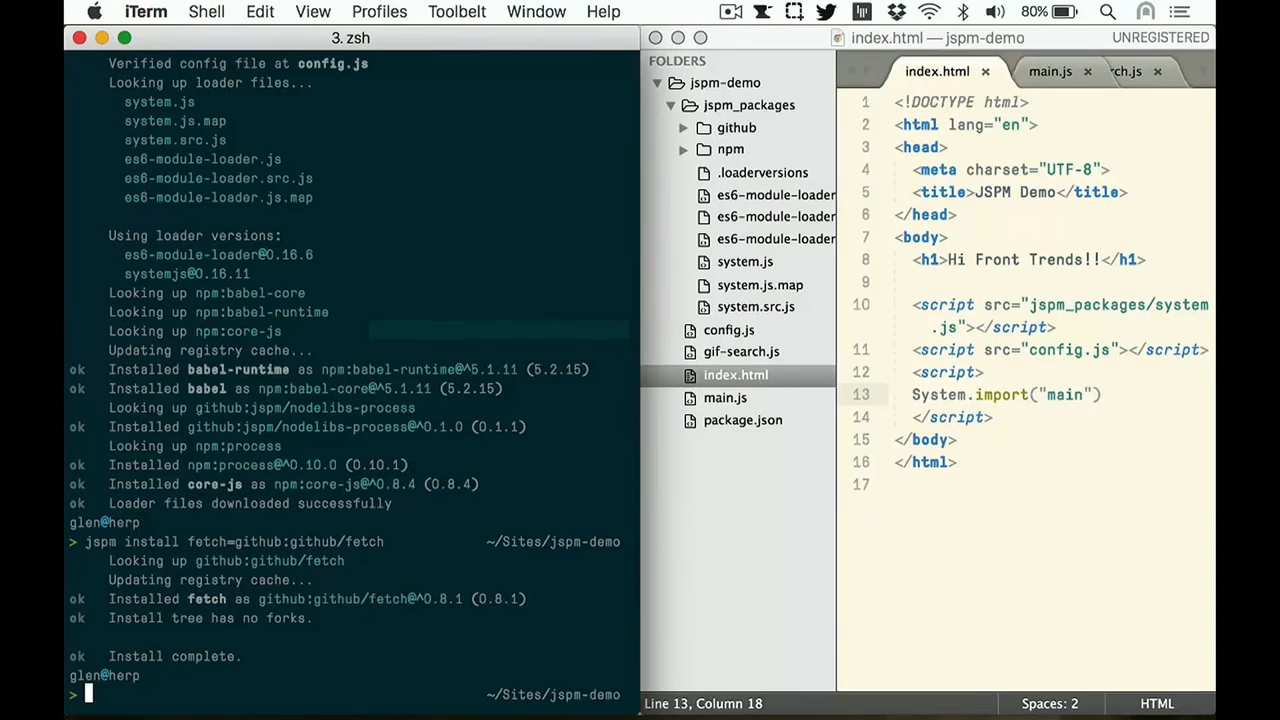 iTerm Shell Edit View Profiles Toolbelt Window Help 80%
3. zsh
Verified config file at config.js
Looking up loader files...
system.js
system.js.map
system.src.js
es6-module-loader.js
es6-module-loader.src.js
es6-module-loader.js.map
Using loader versions:
es6-module-loader@0.16.6
systemjs@0.16.11
Looking up npm:babel-core
Looking up npm:babel-runtime
Looking up npm:core-js
Updating registry cache...
ok Installed babel-runtime as npm:babel-runtime@^5.1.11 (5.2.15)
ok Installed babel as npm:babel-core@^5.1.11 (5.2.15)
Looking up github:jspm/nodelibs-process
ok Installed github:jspm/nodelibs-process@^0.1.0 (0.1.1)
Looking up npm:process
ok Installed npm:process@^0.10.0 (0.10.1)
ok Installed core-js as npm:core-js@^0.8.4 (0.8.4)
ok Loader files downloaded successfully
glen@herp
> jspm install fetch=github:github/fetch ~/Sites/jspm-demo
Looking up github:github/fetch
Updating registry cache...
ok Installed fetch as github:github/fetch@^0.8.1 (0.8.1)
ok Install tree has no forks.
ok Install complete.
glen@herp
> ~/Sites/jspm-demo
index.html — jspm-demo UNREGISTERED
FOLDERS
jspm-demo
jspm_packages
github
npm
.loaderversions
es6-module-loader
es6-module-loader
es6-module-loader
system.js
system.js.map
system.src.js
config.js
gif-search.js
index.html
main.js
package.json
index.html × main.js × rch.js ×
1 <!DOCTYPE html>
2 <html lang="en">
3 <head>
4 <meta charset="UTF-8">
5 <title>JSPM Demo</title>
6 </head>
7 <body>
8 <h1>Hi Front Trends!!</h1>
9
10 <script src="jspm_packages/system
.js"></script>
11 <script src="config.js"></script>
12 <script>
13 System.import("main")
14 </script>
15 </body>
16 </html>
17
Line 13, Column 18 Spaces: 2 HTML